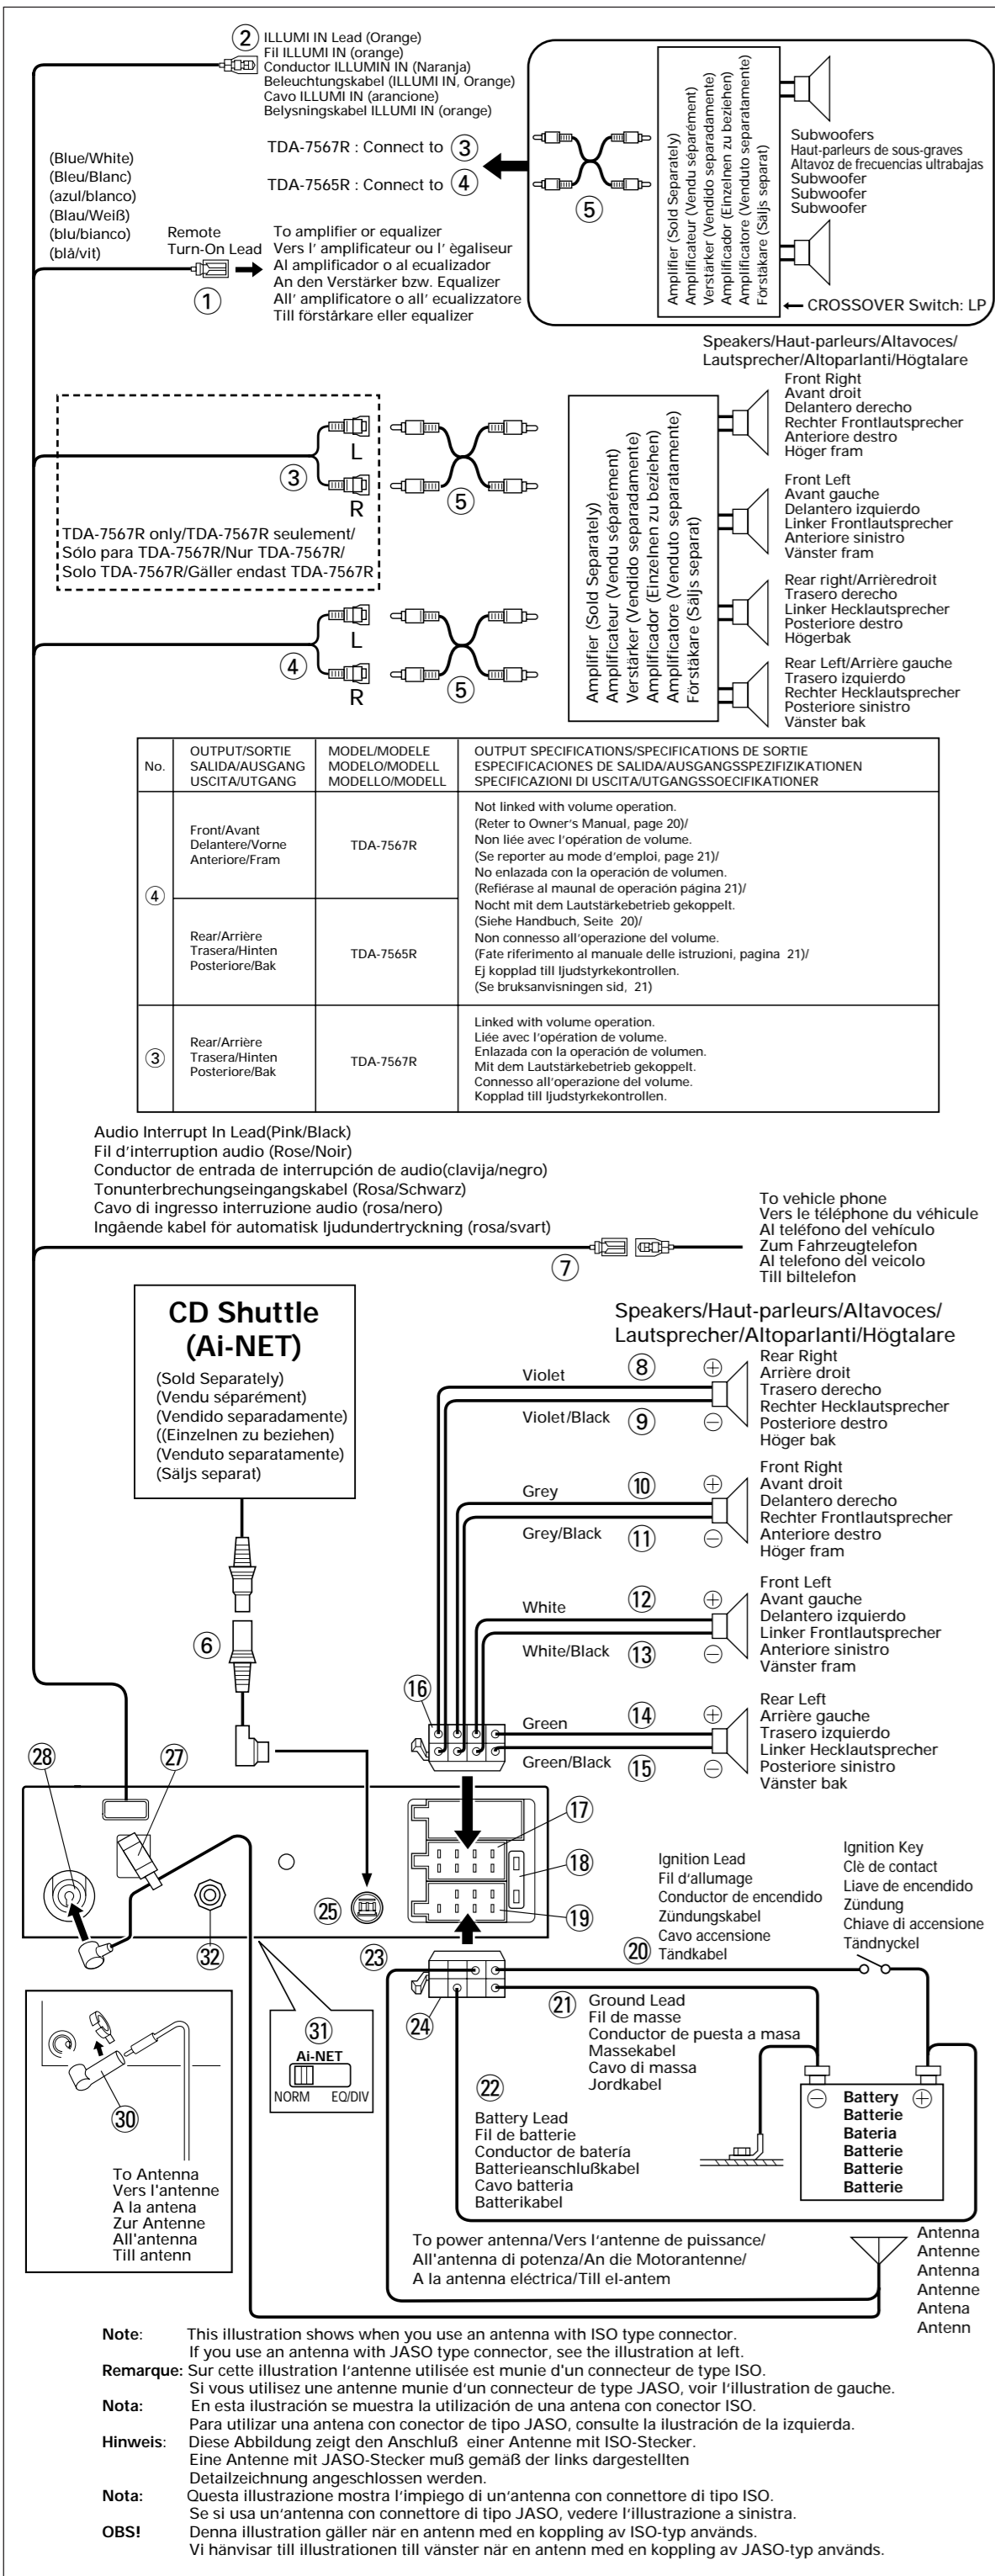 ② ILLUMI IN Lead (Orange)
Fil ILLUMI IN (orange)
Conductor ILLUMIN IN (Naranja)
Beleuchtungskabel (ILLUMI IN, Orange)
Cavo ILLUMI IN (arancione)
Belysningskabel ILLUMI IN (orange)
TDA-7567R : Connect to ③
TDA-7565R : Connect to ④
⑤
Amplifier (Sold Separately)
Amplificateur (Vendu séparément)
Verstärker (Vendido separadamente)
Amplificador (Einzelnen zu beziehen)
Amplificatore (Venduto separatamente)
Förstäkare (Säljs separat)
Subwoofers
Haut-parleurs de sous-graves
Altavoz de frecuencias ultrabajas
Subwoofer
Subwoofer
Subwoofer
CROSSOVER Switch: LP
(Blue/White)
(Bleu/Blanc)
(azul/blanco)
(Blau/Weiß)
(blu/bianco)
(blå/vit)
Remote
Turn-On Lead
①
To amplifier or equalizer
Vers l' amplificateur ou l' ègaliseur
Al amplificador o al ecualizador
An den Verstärker bzw. Equalizer
All' amplificatore o all' ecualizzatore
Till förstårkare eller equalizer
Speakers/Haut-parleurs/Altavoces/
Lautsprecher/Altoparlanti/Högtalare
Front Right
Avant droit
Delantero derecho
Rechter Frontlautsprecher
Anteriore destro
Höger fram
Front Left
Avant gauche
Delantero izquierdo
Linker Frontlautsprecher
Anteriore sinistro
Vänster fram
Rear right/Arrièredroit
Trasero derecho
Linker Hecklautsprecher
Posteriore destro
Högerbak
Rear Left/Arrière gauche
Trasero izquierdo
Rechter Hecklautsprecher
Posteriore sinistro
Vänster bak
Amplifier (Sold Separately)
Amplificateur (Vendu séparément)
Verstärker (Vendido separadamente)
Amplificador (Einzelnen zu beziehen)
Amplificatore (Venduto separatamente)
Förstäkare (Säljs separat)
L
③
R
⑤
TDA-7567R only/TDA-7567R seulement/
Sólo para TDA-7567R/Nur TDA-7567R/
Solo TDA-7567R/Gäller endast TDA-7567R
L
④
R
⑤
No.
OUTPUT/SORTIE
SALIDA/AUSGANG
USCITA/UTGANG
MODEL/MODELE
MODELO/MODELL
MODELLO/MODELL
OUTPUT SPECIFICATIONS/SPECIFICATIONS DE SORTIE
ESPECIFICACIONES DE SALIDA/AUSGANGSSPEZIFIZIKATIONEN
SPECIFICAZIONI DI USCITA/UTGANGSSOECIFIKATIONER
④
Front/Avant
Delantere/Vorne
Anteriore/Fram
TDA-7567R
Rear/Arrière
Trasera/Hinten
Posteriore/Bak
TDA-7565R
Not linked with volume operation.
(Reter to Owner's Manual, page 20)/
Non liée avec l'opération de volume.
(Se reporter au mode d'emploi, page 21)/
No enlazada con la operación de volumen.
(Refiérase al maunal de operación página 21)/
Nocht mit dem Lautstärkebetrieb gekoppelt.
(Siehe Handbuch, Seite 20)/
Non connesso all'operazione del volume.
(Fate riferimento al manuale delle istruzioni, pagina 21)/
Ej kopplad till ljudstyrkekontrollen.
(Se bruksanvisningen sid, 21)
③
Rear/Arrière
Trasera/Hinten
Posteriore/Bak
TDA-7567R
Linked with volume operation.
Liée avec l'opération de volume.
Enlazada con la operación de volumen.
Mit dem Lautstärkebetrieb gekoppelt.
Connesso all'operazione del volume.
Kopplad till ljudstyrkekontrollen.
Audio Interrupt In Lead(Pink/Black)
Fil d'interruption audio (Rose/Noir)
Conductor de entrada de interrupción de audio(clavija/negro)
Tonunterbrechungseingangskabel (Rosa/Schwarz)
Cavo di ingresso interruzione audio (rosa/nero)
Ingående kabel för automatisk ljudundertryckning (rosa/svart)
⑦
To vehicle phone
Vers le téléphone du véhicule
Al teléfono del vehículo
Zum Fahrzeugtelefon
Al telefono del veicolo
Till biltelefon
CD Shuttle
(Ai-NET)
(Sold Separately)
(Vendu séparément)
(Vendido separadamente)
((Einzelnen zu beziehen)
(Venduto separatamente)
(Säljs separat)
⑥
Speakers/Haut-parleurs/Altavoces/
Lautsprecher/Altoparlanti/Högtalare
Violet ⑧ ⊕
Violet/Black ⑨ ⊖
Rear Right
Arrière droit
Trasero derecho
Rechter Hecklautsprecher
Posteriore destro
Höger bak
Grey ⑩ ⊕
Grey/Black ⑪ ⊖
Front Right
Avant droit
Delantero derecho
Rechter Frontlautsprecher
Anteriore destro
Höger fram
White ⑫ ⊕
White/Black ⑬ ⊖
Front Left
Avant gauche
Delantero izquierdo
Linker Frontlautsprecher
Anteriore sinistro
Vänster fram
⑯
Green ⑭ ⊕
Green/Black ⑮ ⊖
Rear Left
Arrière gauche
Trasero izquierdo
Linker Hecklautsprecher
Posteriore sinistro
Vänster bak
㉘ ㉗
⑰
⑱
⑲
㉕
㉜
㉓
㉔
Ignition Lead
Fil d'allumage
Conductor de encendido
Zündungskabel
Cavo accensione
Tändkabel
⑳
Ignition Key
Clè de contact
Liave de encendido
Zündung
Chiave di accensione
Tändnyckel
㉑
Ground Lead
Fil de masse
Conductor de puesta a masa
Massekabel
Cavo di massa
Jordkabel
㉒
Battery Lead
Fil de batterie
Conductor de batería
Batterieanschlußkabel
Cavo batteria
Batterikabel
⊖ Battery ⊕
Batterie
Bateria
Batterie
Batterie
Batterie
㉛
Ai-NET
NORM EQ/DIV
㉚
To Antenna
Vers l'antenne
A la antena
Zur Antenne
All'antenna
Till antenn
To power antenna/Vers l'antenne de puissance/
All'antenna di potenza/An die Motorantenne/
A la antena eléctrica/Till el-antem
Antenna
Antenne
Antenna
Antenne
Antena
Antenn
Note: This illustration shows when you use an antenna with ISO type connector.
If you use an antenna with JASO type connector, see the illustration at left.
Remarque: Sur cette illustration l'antenne utilisée est munie d'un connecteur de type ISO.
Si vous utilisez une antenne munie d'un connecteur de type JASO, voir l'illustration de gauche.
Nota: En esta ilustración se muestra la utilización de una antena con conector ISO.
Para utilizar una antena con conector de tipo JASO, consulte la ilustración de la izquierda.
Hinweis: Diese Abbildung zeigt den Anschluß einer Antenne mit ISO-Stecker.
Eine Antenne mit JASO-Stecker muß gemäß der links dargestellten
Detailzeichnung angeschlossen werden.
Nota: Questa illustrazione mostra l'impiego di un'antenna con connettore di tipo ISO.
Se si usa un'antenna con connettore di tipo JASO, vedere l'illustrazione a sinistra.
OBS! Denna illustration gäller när en antenn med en koppling av ISO-typ används.
Vi hänvisar till illustrationen till vänster när en antenn med en koppling av JASO-typ används.